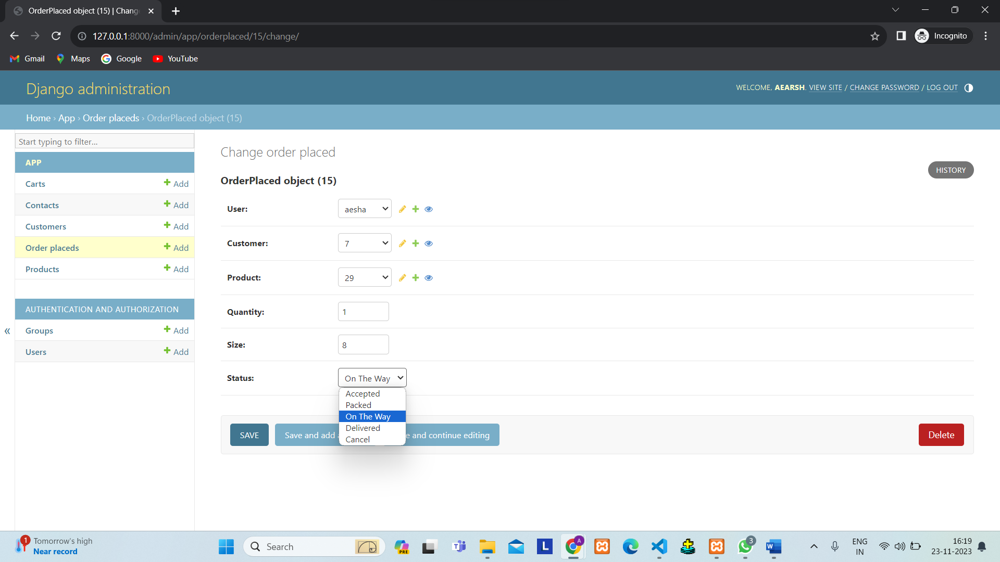 OrderPlaced object (15) | Chang
127.0.0.1:8000/admin/app/orderplaced/15/change/
Incognito
Gmail
Maps
Google
YouTube
Django administration
WELCOME, AEARSH. VIEW SITE / CHANGE PASSWORD / LOG OUT
Home › App › Order placeds › OrderPlaced object (15)
Start typing to filter...
APP
Carts
Add
Contacts
Add
Customers
Add
Order placeds
Add
Products
Add
AUTHENTICATION AND AUTHORIZATION
«
Groups
Add
Users
Add
Change order placed
HISTORY
OrderPlaced object (15)
User:
aesha
Customer:
7
Product:
29
Quantity:
1
Size:
8
Status:
On The Way
Accepted
Packed
On The Way
Delivered
Cancel
SAVE
Save and add
and continue editing
Delete
1
Tomorrow's high
Near record
Search
PRE
L
A
3
W
ENG
IN
16:19
23-11-2023